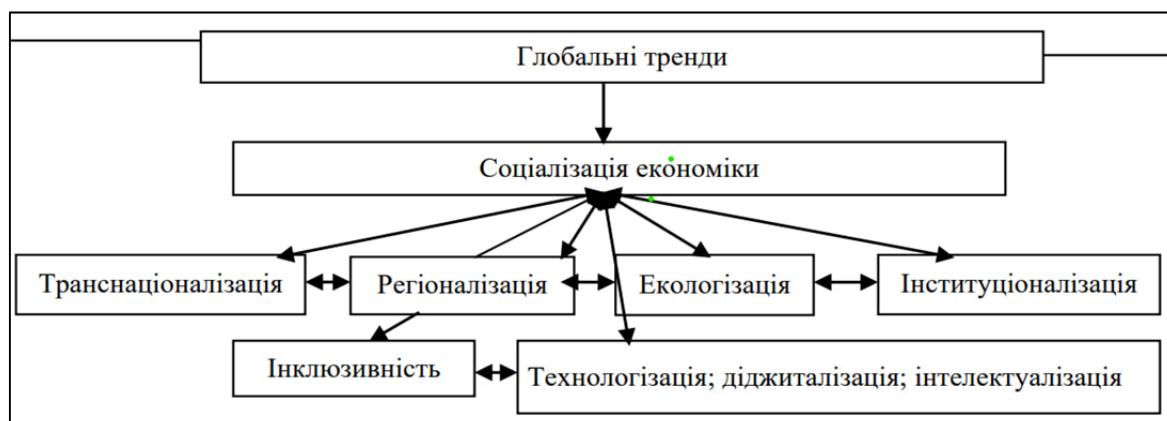 Глобальні тренди
Соціалізація економіки
Транснаціоналізація
Регіоналізація
Екологізація
Інституціоналізація
Інклюзивність
Технологізація; діджиталізація; інтелектуалізація